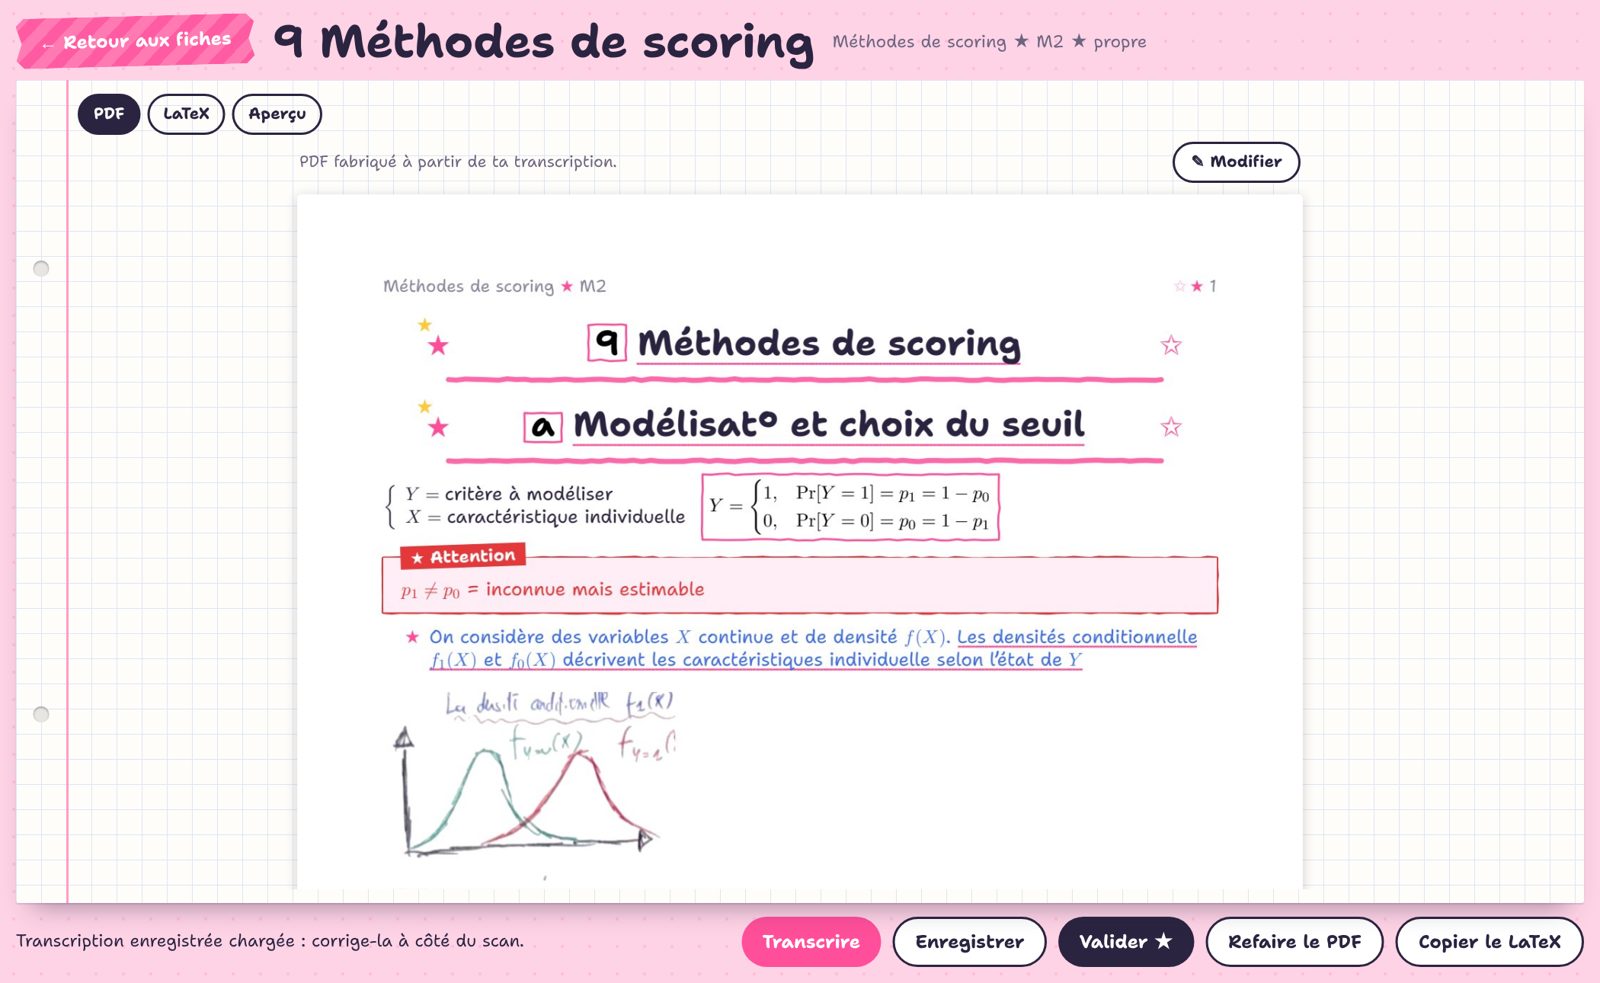 ← Retour aux fiches
9 Méthodes de scoring
Méthodes de scoring ★ M2 ★ propre
PDF
LaTeX
Aperçu
PDF fabriqué à partir de ta transcription.
✎ Modifier
Méthodes de scoring ★ M2
☆★ 1
9 Méthodes de scoring
a Modélisatº et choix du seuil
Y = critère à modéliser
X = caractéristique individuelle
Y = { 1, Pr[Y = 1] = p₁ = 1 − p₀
0, Pr[Y = 0] = p₀ = 1 − p₁
★ Attention
p₁ ≠ p₀ = inconnue mais estimable
★ On considère des variables X continue et de densité f(X). Les densités conditionnelle
f₁(X) et f₀(X) décrivent les caractéristiques individuelle selon l'état de Y
f₁(X)
Transcription enregistrée chargée : corrige-la à côté du scan.
Transcrire
Enregistrer
Valider ★
Refaire le PDF
Copier le LaTeX